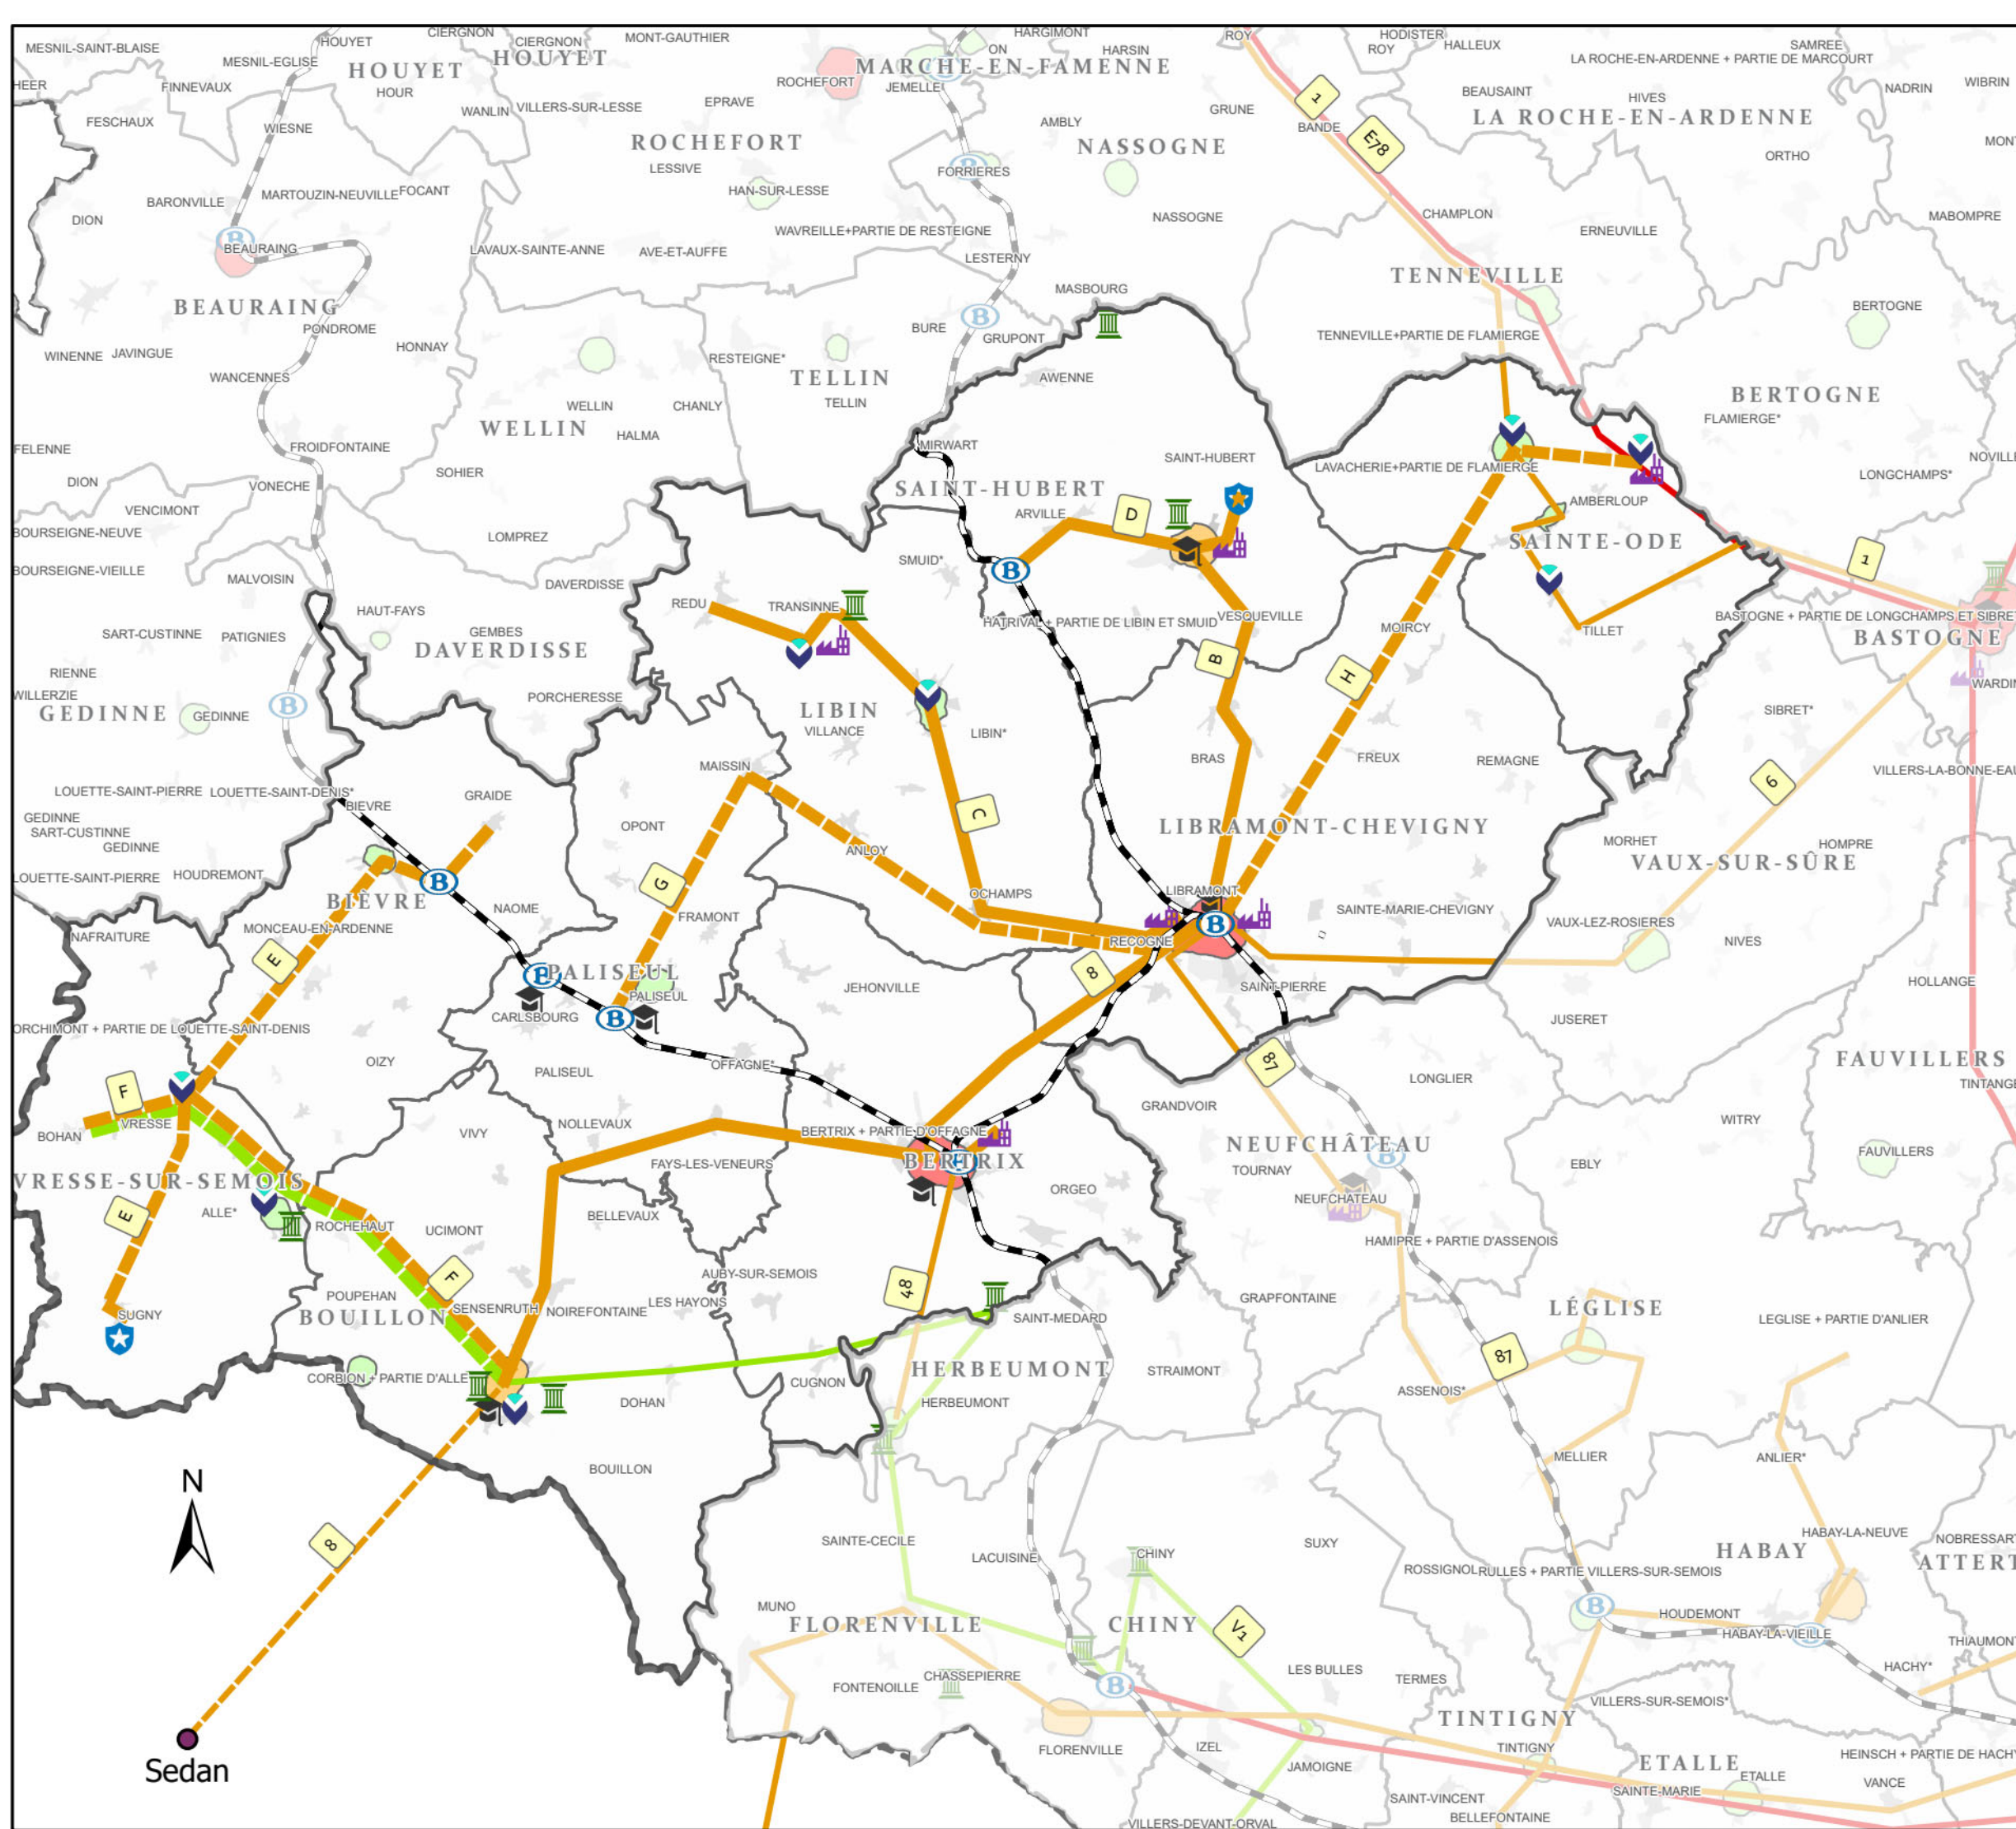 HOUYET
CIERGNON
CIERGNON
MONT-GAUTHIER
HARGIMONT
ROY
HODISTER
MESNIL-SAINT-BLAISE
MESNIL-EGLISE
HOUYET
HOUYET
ON
HARSIN
ROY
HALLEUX
SAMREE
LA ROCHE-EN-ARDENNE + PARTIE DE MARCOURT
HEER
FINNEVAUX
HOUR
ROCHEFORT
MARCHE-EN-FAMENNE
JEMELLE
B
BEAUSAINT
HIVES
NADRIN
WIBRIN
1
FESCHAUX
WIESNE
WANLIN
VILLERS-SUR-LESSE
EPRAVE
AMBLY
GRUNE
BANDE
LA ROCHE-EN-ARDENNE
ROCHEFORT
NASSOGNE
E78
ORTHO
MON
LESSIVE
FORRIERES
B
BARONVILLE
MARTOUZIN-NEUVILLE
FOCANT
HAN-SUR-LESSE
DION
NASSOGNE
CHAMPLON
MABOMPRE
B
BEAURAING
LAVAUX-SAINTE-ANNE
AVE-ET-AUFFE
WAVREILLE+PARTIE DE RESTEIGNE
ERNEUVILLE
LESTERNY
TENNEVILLE
BEAURAING
MASBOURG
BERTOGNE
PONDROME
BURE
B
GRUPONT
TENNEVILLE+PARTIE DE FLAMIERGE
WINENNE
JAVINGUE
HONNAY
RESTEIGNE*
WANCENNES
TELLIN
AWENNE
WELLIN
CHANLY
TELLIN
BERTOGNE
FLAMIERGE*
WELLIN
HALMA
FELENNE
FROIDFONTAINE
MIRWART
SAINT-HUBERT
LAVACHERIE+PARTIE DE FLAMIERGE
NOVILLE
DION
VONECHE
SOHIER
SAINT-HUBERT
LONGCHAMPS*
VENCIMONT
ARVILLE
D
AMBERLOUP
BOURSEIGNE-NEUVE
LOMPREZ
SAINTE-ODE
SMUID*
B
1
BOURSEIGNE-VIEILLE
MALVOISIN
DAVERDISSE
HAUT-FAYS
REDU
TRANSINNE
HATRIVAL + PARTIE DE LIBIN ET SMUID
VESQUEVILLE
MOIRCY
TILLET
BASTOGNE + PARTIE DE LONGCHAMPS ET SIBRE
SART-CUSTINNE
PATIGNIES
GEMBES
DAVERDISSE
BASTOGNE
B
H
RIENNE
WILLERZIE
PORCHERESSE
WARDIN
GEDINNE
GEDINNE
B
LIBIN
VILLANCE
LIBIN*
SIBRET*
MAISSIN
BRAS
FREUX
REMAGNE
VILLERS-LA-BONNE-EAU
6
LOUETTE-SAINT-PIERRE
LOUETTE-SAINT-DENIS*
BIEVRE
GRAIDE
C
GEDINNE
SART-CUSTINNE
GEDINNE
OPONT
LIBRAMONT-CHEVIGNY
MORHET
HOMPRE
ANLOY
VAUX-SUR-SÛRE
LOUETTE-SAINT-PIERRE
HOUDREMONT
B
G
OCHAMPS
LIBRAMONT
BIÈVRE
NAOME
FRAMONT
SAINTE-MARIE-CHEVIGNY
VAUX-LEZ-ROSIERES
NAFRAITURE
MONCEAU-EN-ARDENNE
RECOGNE
B
NIVES
E
B
PALISEUL
8
HOLLANGE
PALISEUL
JEHONVILLE
SAINT-PIERRE
CARLSBOURG
B
JUSERET
ORCHIMONT + PARTIE DE LOUETTE-SAINT-DENIS
OIZY
PALISEUL
OFFAGNE*
87
FAUVILLERS
LONGLIER
TINTANGE
F
GRANDVOIR
WITRY
VRESSE
BOHAN
VIVY
NOLLEVAUX
BERTRIX + PARTIE D'OFFAGNE
NEUFCHÂTEAU
FAUVILLERS
VRESSE-SUR-SEMOIS
FAYS-LES-VENEURS
BERTRIX
B
TOURNAY
B
EBLY
ALLE*
E
ORGEO
NEUFCHATEAU
ROCHEHAUT
UCIMONT
BELLEVAUX
HAMIPRE + PARTIE D'ASSENOIS
F
AUBY-SUR-SEMOIS
48
POUPEHAN
SENSENRUTH
NOIREFONTAINE
LES HAYONS
GRAPFONTAINE
SUGNY
BOUILLON
SAINT-MEDARD
LÉGLISE
LEGLISE + PARTIE D'ANLIER
87
CORBION + PARTIE D'ALLE
HERBEUMONT
STRAIMONT
CUGNON
ASSENOIS*
DOHAN
HERBEUMONT
N
BOUILLON
MELLIER
ANLIER*
8
SAINTE-CECILE
LACUISINE
CHINY
SUXY
HABAY-LA-NEUVE
NOBRESSART
HABAY
ATTERT
ROSSIGNOL
RULLES + PARTIE VILLERS-SUR-SEMOIS
MUNO
B
HOUDEMONT
FLORENVILLE
CHINY
V1
HABAY-LA-VIEILLE
B
THIAUMONT
HACHY*
CHASSEPIERRE
LES BULLES
TERMES
FONTENOILLE
B
VILLERS-SUR-SEMOIS*
TINTIGNY
Sedan
FLORENVILLE
IZEL
TINTIGNY
HEINSCH + PARTIE DE HACHY
JAMOIGNE
ETALLE
ETALLE
VANCE
SAINT-VINCENT
SAINTE-MARIE
BELLEFONTAINE
VILLERS-DEVANT-ORVAL